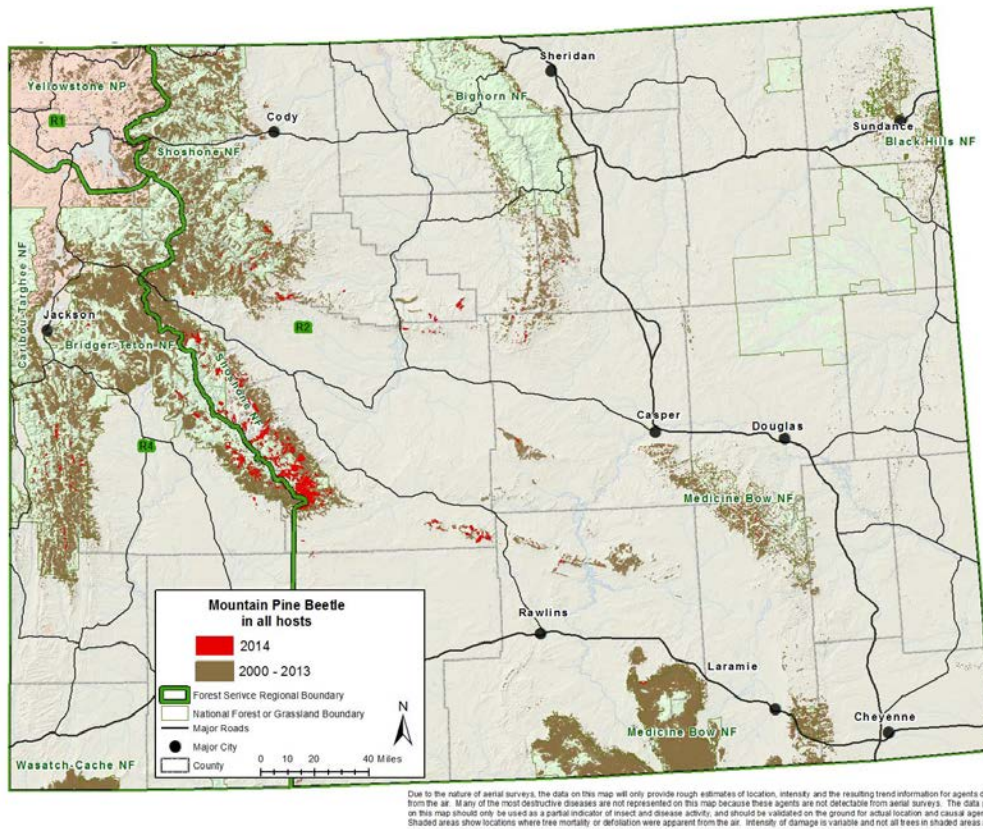 Yellowstone NP
R1
Cody
Shoshone NF
Bighorn NF
Sheridan
Sundance
Black Hills NF
Caribou-Targhee NF
Jackson
Bridger-Teton NF
R2
Shoshone NF
R4
Casper
Douglas
Medicine Bow NF
Rawlins
Laramie
Medicine Bow NF
Cheyenne
Wasatch-Cache NF
Mountain Pine Beetle
in all hosts
2014
2000 - 2013
Forest Serivce Regional Boundary
National Forest or Grassland Boundary
Major Roads
Major City
County
N
0 10 20 40 Miles
Due to the nature of aerial surveys, the data on this map will only provide rough estimates of location, intensity and the resulting trend information for agents d
from the air. Many of the most destructive diseases are not represented on this map because these agents are not detectable from aerial surveys. The data
on this map should only be used as a partial indicator of insect and disease activity, and should be validated on the ground for actual location and causal agen
Shaded areas show locations where tree mortality or defoliation were apparent from the air. Intensity of damage is variable and not all trees in shaded areas